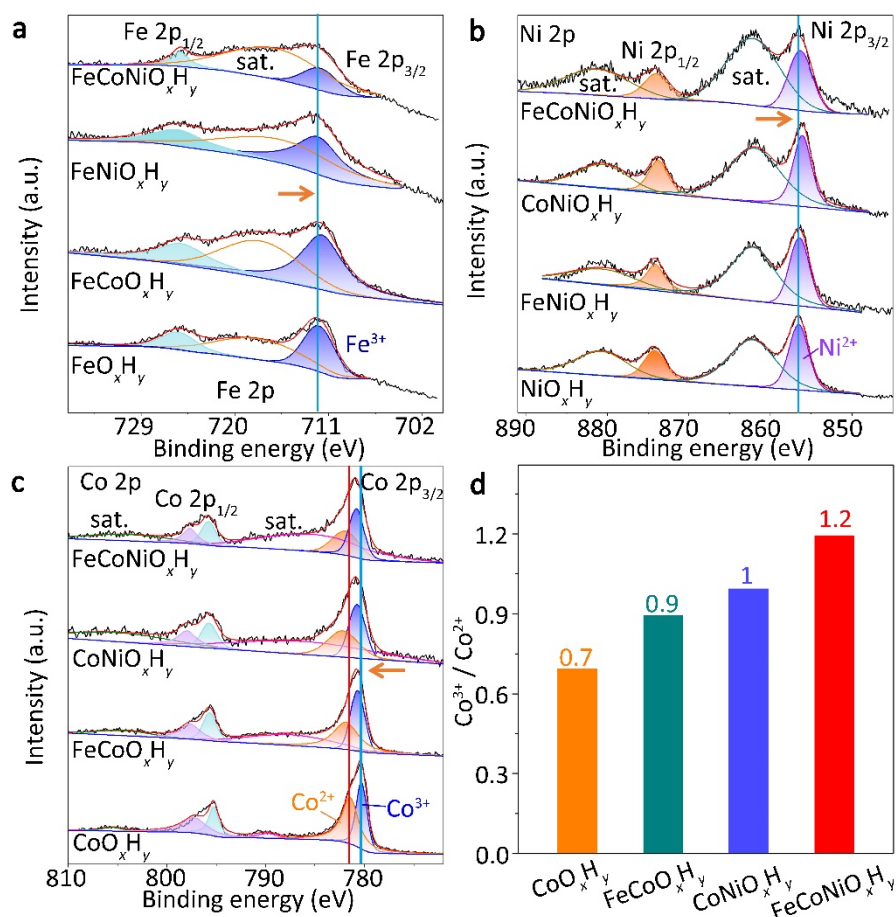 a
Fe 2p1/2
sat.
Fe 2p3/2
FeCoNiOxHy
FeNiOxHy
FeCoOxHy
Fe3+
FeOxHy
Fe 2p
Intensity (a.u.)
729 720 711 702
Binding energy (eV)
b
Ni 2p
Ni 2p1/2
Ni 2p3/2
sat.
sat.
FeCoNiOxHy
CoNiOxHy
FeNiOxHy
Ni2+
NiOxHy
Intensity (a.u.)
890 880 870 860 850
Binding energy (eV)
c
Co 2p
Co 2p1/2
Co 2p3/2
sat.
sat.
FeCoNiOxHy
CoNiOxHy
FeCoOxHy
Co2+
Co3+
CoOxHy
Intensity (a.u.)
810 800 790 780
Binding energy (eV)
d
1.2
1
0.9
0.7
1.2
0.9
0.6
0.3
0.0
Co3+ / Co2+
CoOxHy
FeCoOxHy
CoNiOxHy
FeCoNiOxHy